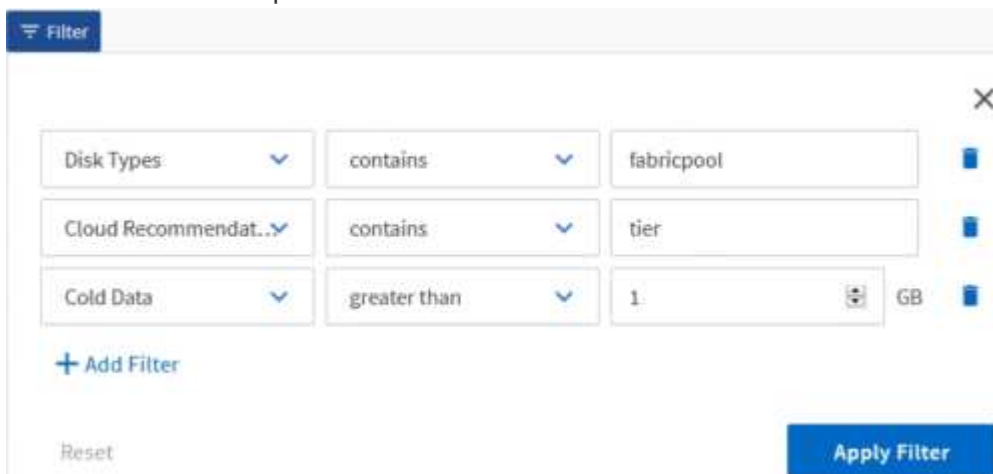 Filter
Disk Types contains fabricpool
Cloud Recommendat... contains tier
Cold Data greater than 1 GB
+ Add Filter
Reset Apply Filter